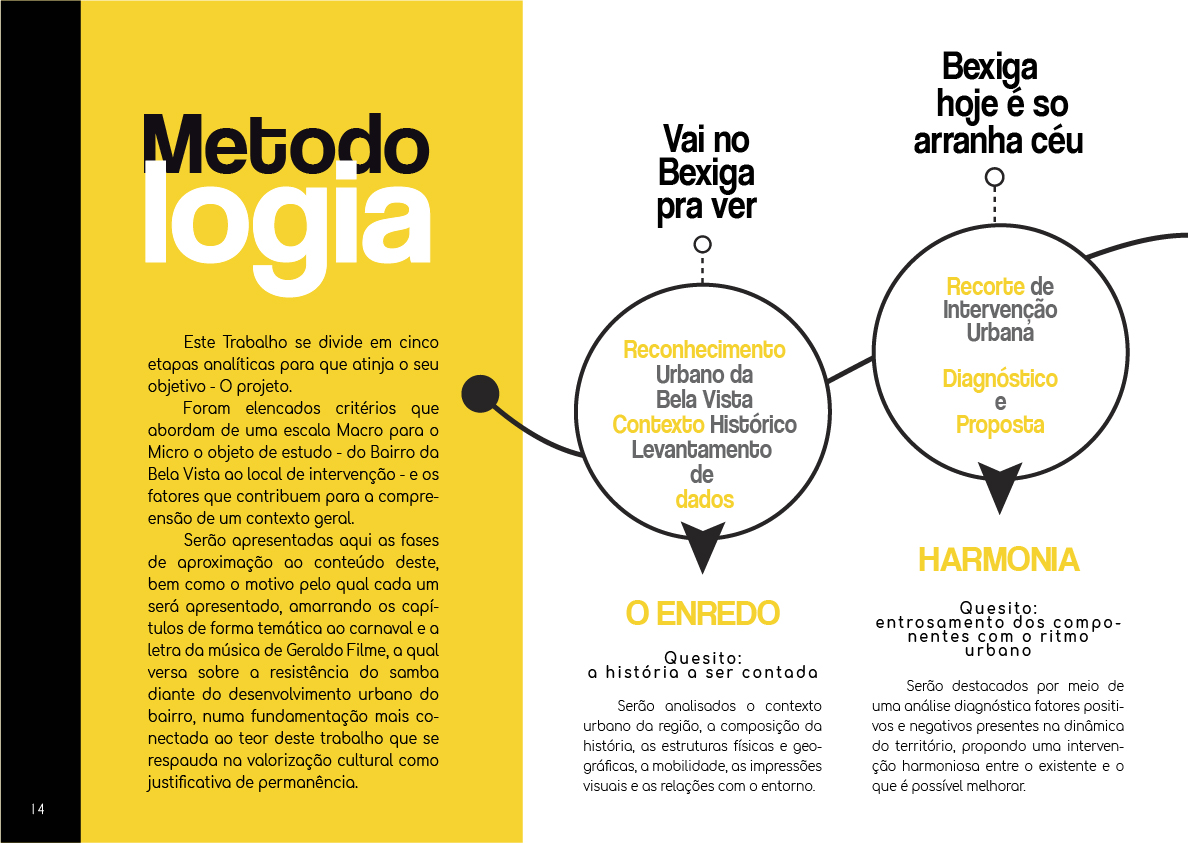 Metodo
logia
Este Trabalho se divide em cinco
etapas analíticas para que atinja o seu
objetivo - O projeto.
Foram elencados critérios que
abordam de uma escala Macro para o
Micro o objeto de estudo - do Bairro da
Bela Vista ao local de intervenção - e os
fatores que contribuem para a compre-
ensão de um contexto geral.
Serão apresentadas aqui as fases
de aproximação ao conteúdo deste,
bem como o motivo pelo qual cada um
será apresentado, amarrando os capí-
tulos de forma temática ao carnaval e a
letra da música de Geraldo Filme, a qual
versa sobre a resistência do samba
diante do desenvolvimento urbano do
bairro, numa fundamentação mais co-
nectada ao teor deste trabalho que se
respauda na valorização cultural como
justificativa de permanência.
14
Vai no
Bexiga
pra ver
Reconhecimento
Urbano da
Bela Vista
Contexto Histórico
Levantamento
de
dados
O ENREDO
Quesito:
a história a ser contada
Serão analisados o contexto
urbano da região, a composição da
história, as estruturas físicas e geo-
gráficas, a mobilidade, as impressões
visuais e as relações com o entorno.
Bexiga
hoje é so
arranha céu
Recorte de
Intervenção
Urbana
Diagnóstico
e
Proposta
HARMONIA
Quesito:
entrosamento dos compo-
nentes com o ritmo
urbano
Serão destacados por meio de
uma análise diagnóstica fatores positi-
vos e negativos presentes na dinâmica
do território, propondo uma interven-
ção harmoniosa entre o existente e o
que é possível melhorar.